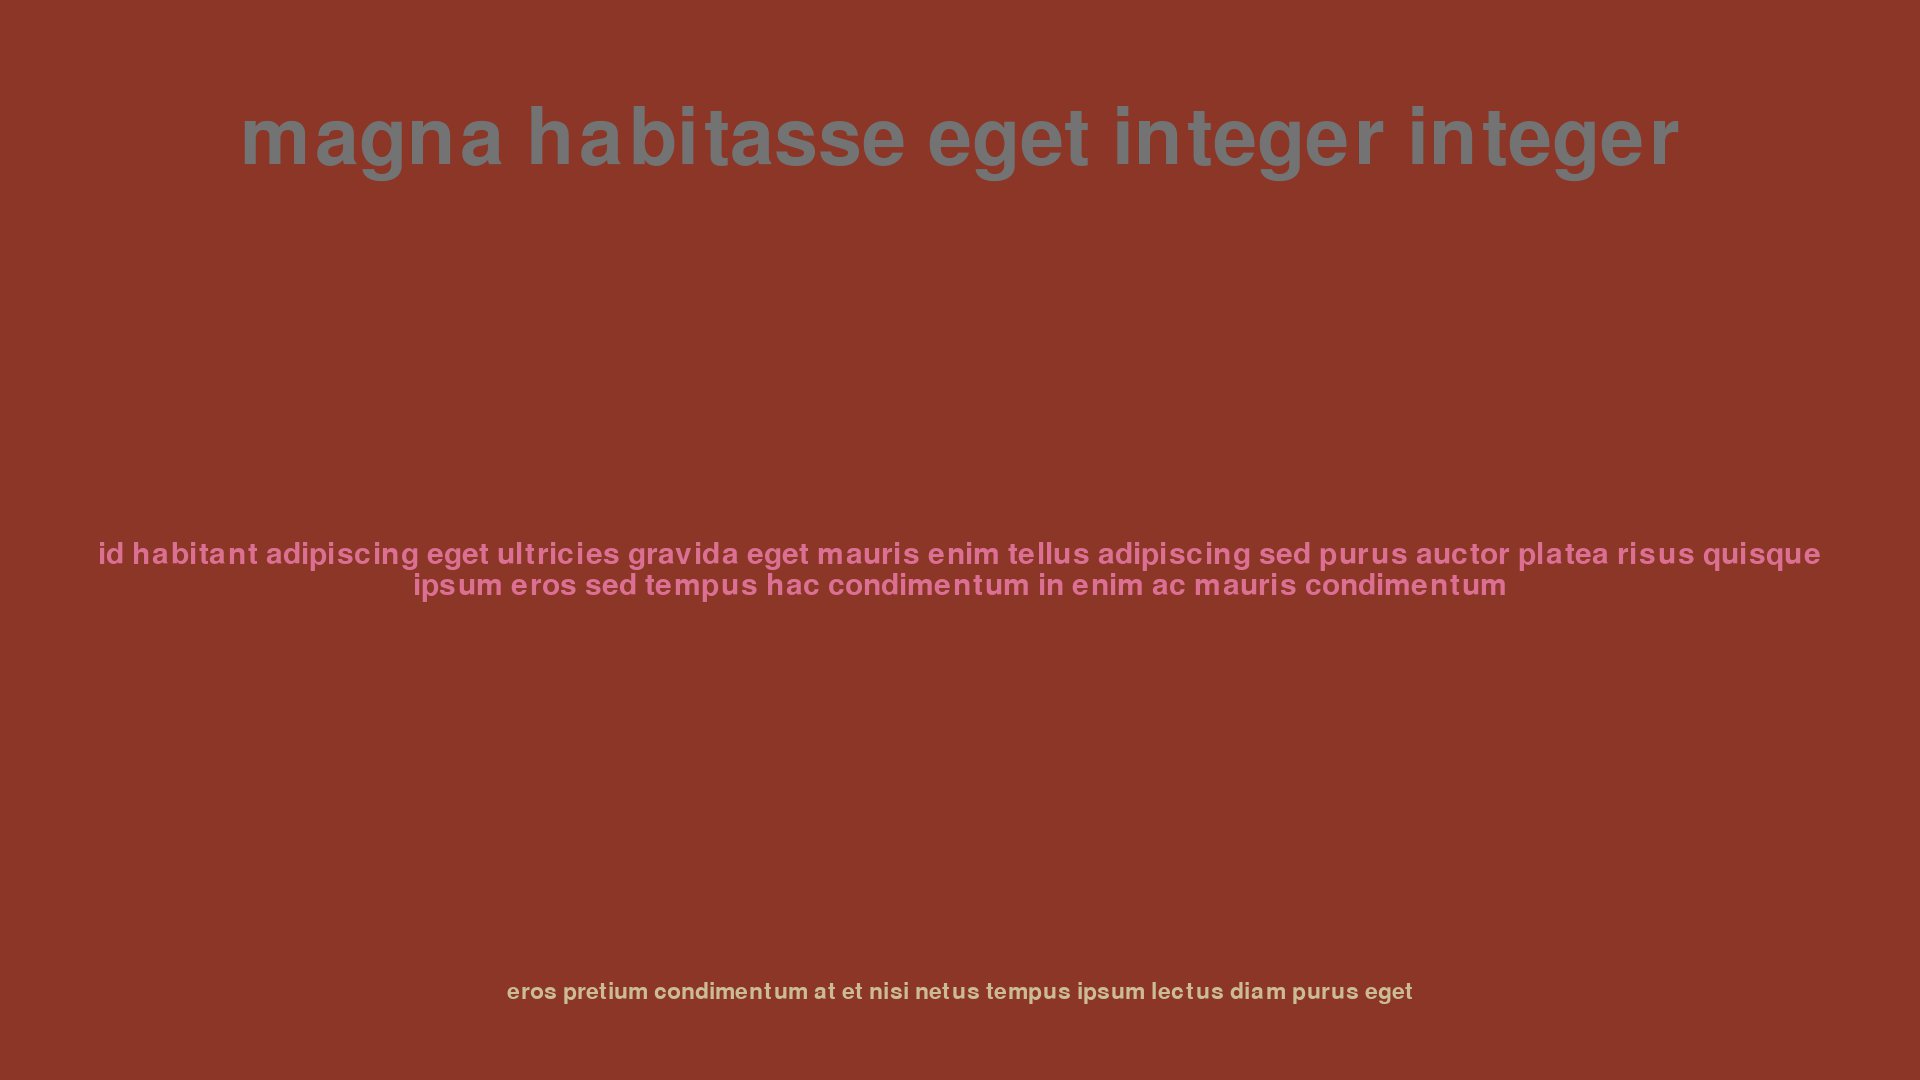 magna habitasse eget integer integer
id habitant adipiscing eget ultricies gravida eget mauris enim tellus adipiscing sed purus auctor platea risus quisque
ipsum eros sed tempus hac condimentum in enim ac mauris condimentum
eros pretium condimentum at et nisi netus tempus ipsum lectus diam purus eget